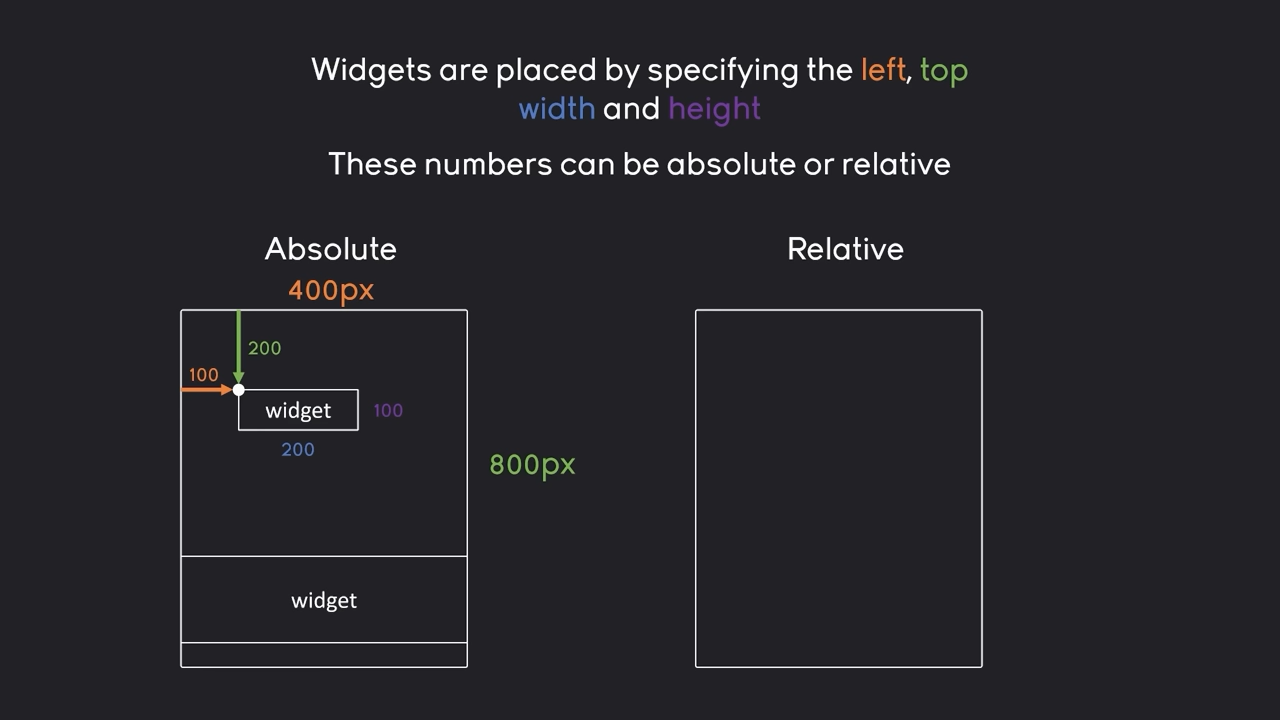 Widgets are placed by specifying the left, top
width and height
These numbers can be absolute or relative
Absolute
400px
200
100
widget
100
200
800px
widget
Relative